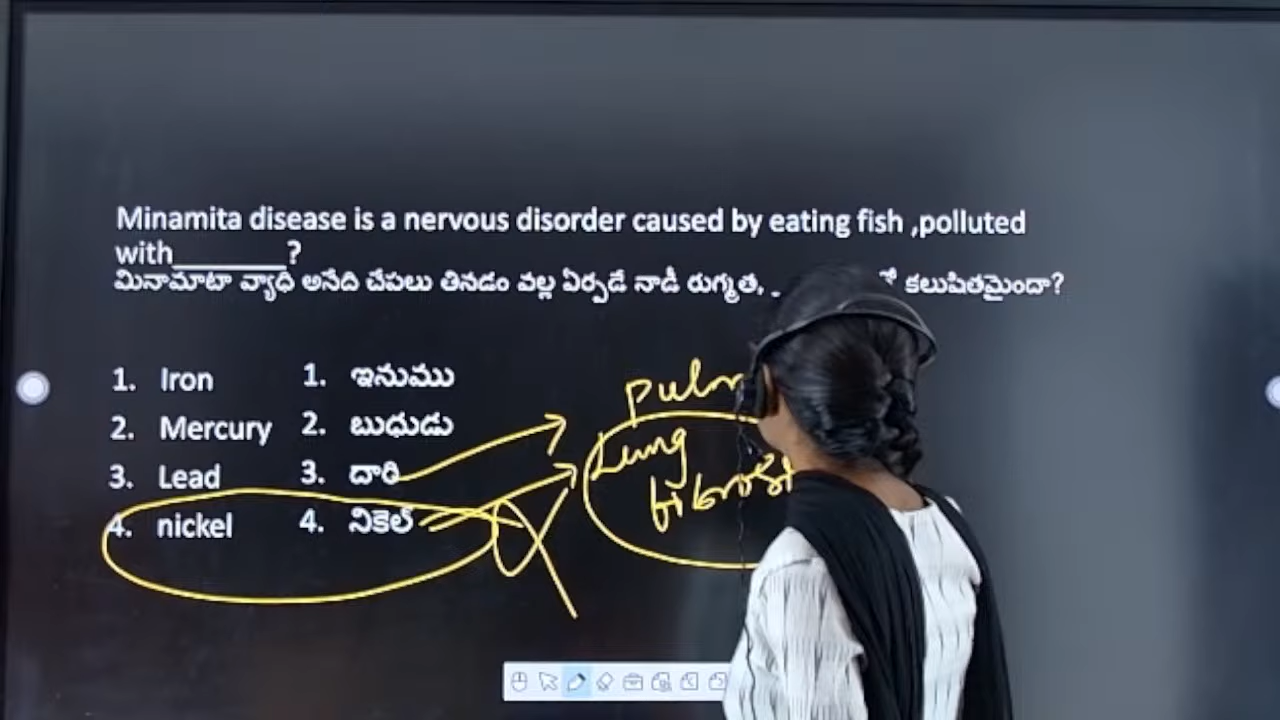 Minamita disease is a nervous disorder caused by eating fish ,polluted
with_______?
మినామాటా వ్యాధి అనేది చేపలు తినడం వల్ల ఏర్పడే నాడీ రుగ్మత, కలుషితమైందా?
1. Iron 1. ఇనుము
2. Mercury 2. బుధుడు
3. Lead 3. దారి
4. nickel 4. నికెల్
Lung